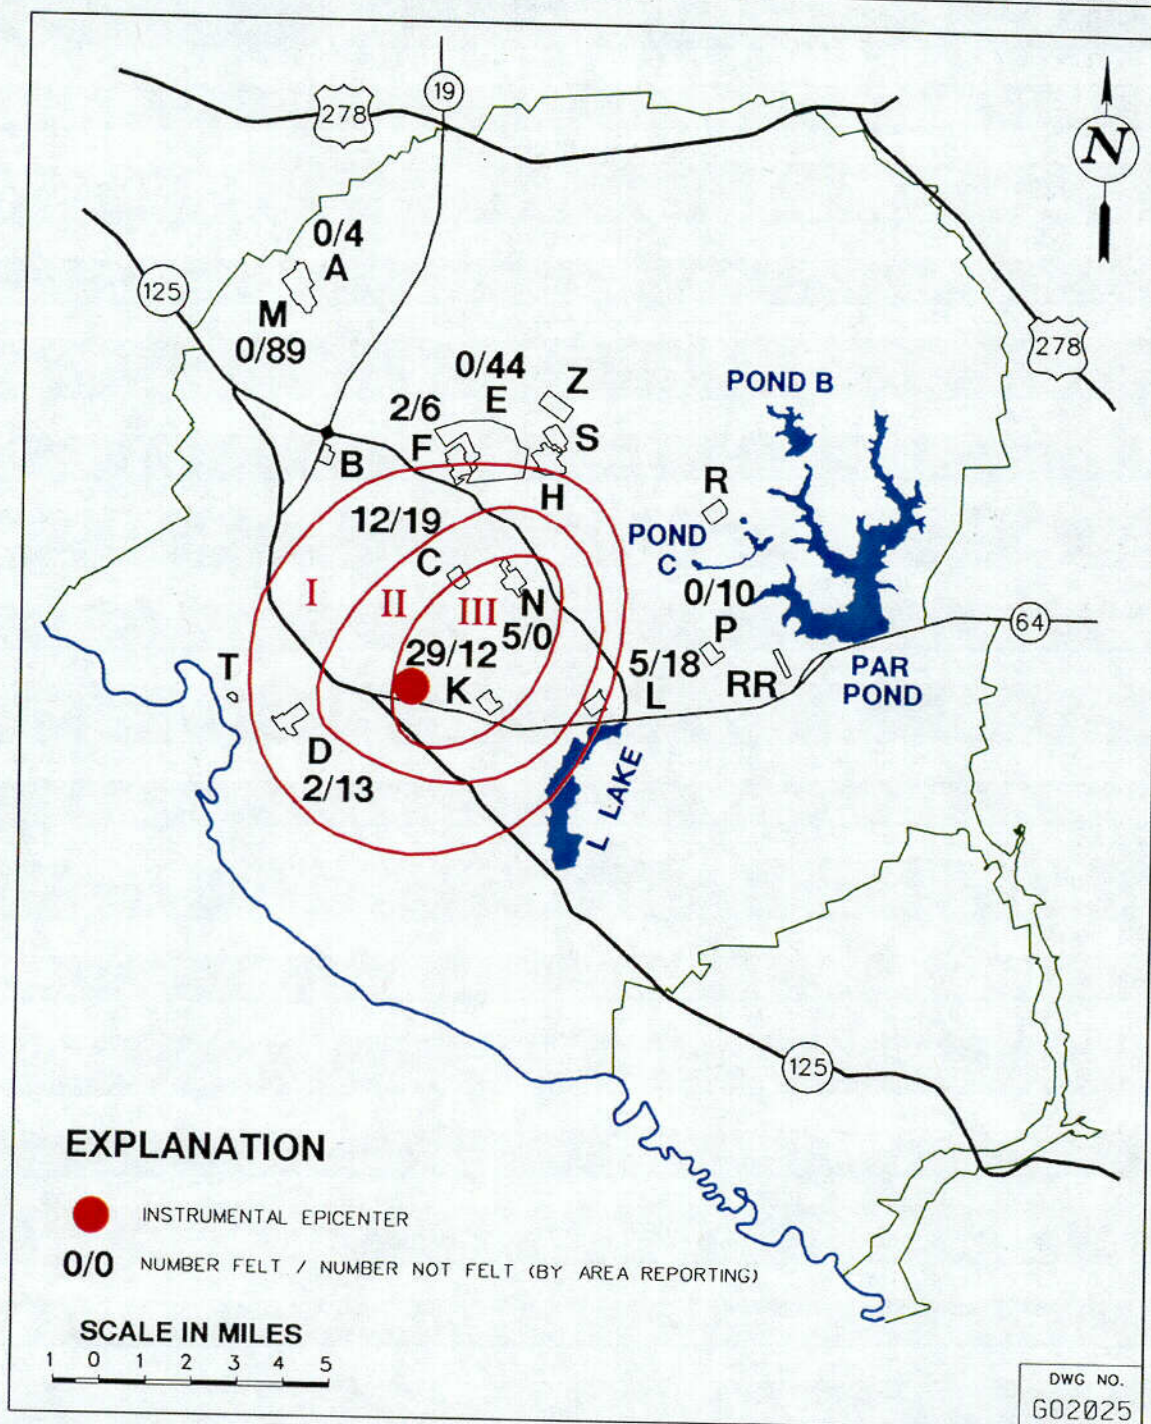 19
278
N
0/4
A
125
M
0/89
278
0/44
E
Z
POND B
2/6
F
S
B
H
R
12/19
POND
C
C
0/10
I
II
III
N
5/0
P
64
29/12
5/18
T
K
L
RR
PAR
POND
D
2/13
L LAKE
125
EXPLANATION
INSTRUMENTAL EPICENTER
0/0 NUMBER FELT / NUMBER NOT FELT (BY AREA REPORTING)
SCALE IN MILES
1 0 1 2 3 4 5
DWG NO.
GO2025